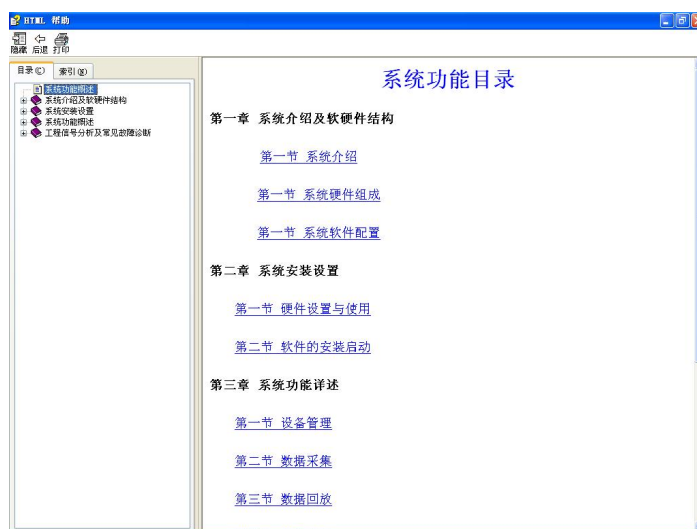 HTML 帮助
隐藏 后退 打印
目录(C) 索引(N)
系统功能概述
系统介绍及软硬件结构
系统安装设置
系统功能概述
工程信号分析及常见故障诊断
系统功能目录
第一章 系统介绍及软硬件结构
第一节 系统介绍
第一节 系统硬件组成
第一节 系统软件配置
第二章 系统安装设置
第一节 硬件设置与使用
第二节 软件的安装启动
第三章 系统功能详述
第一节 设备管理
第二节 数据采集
第三节 数据回放